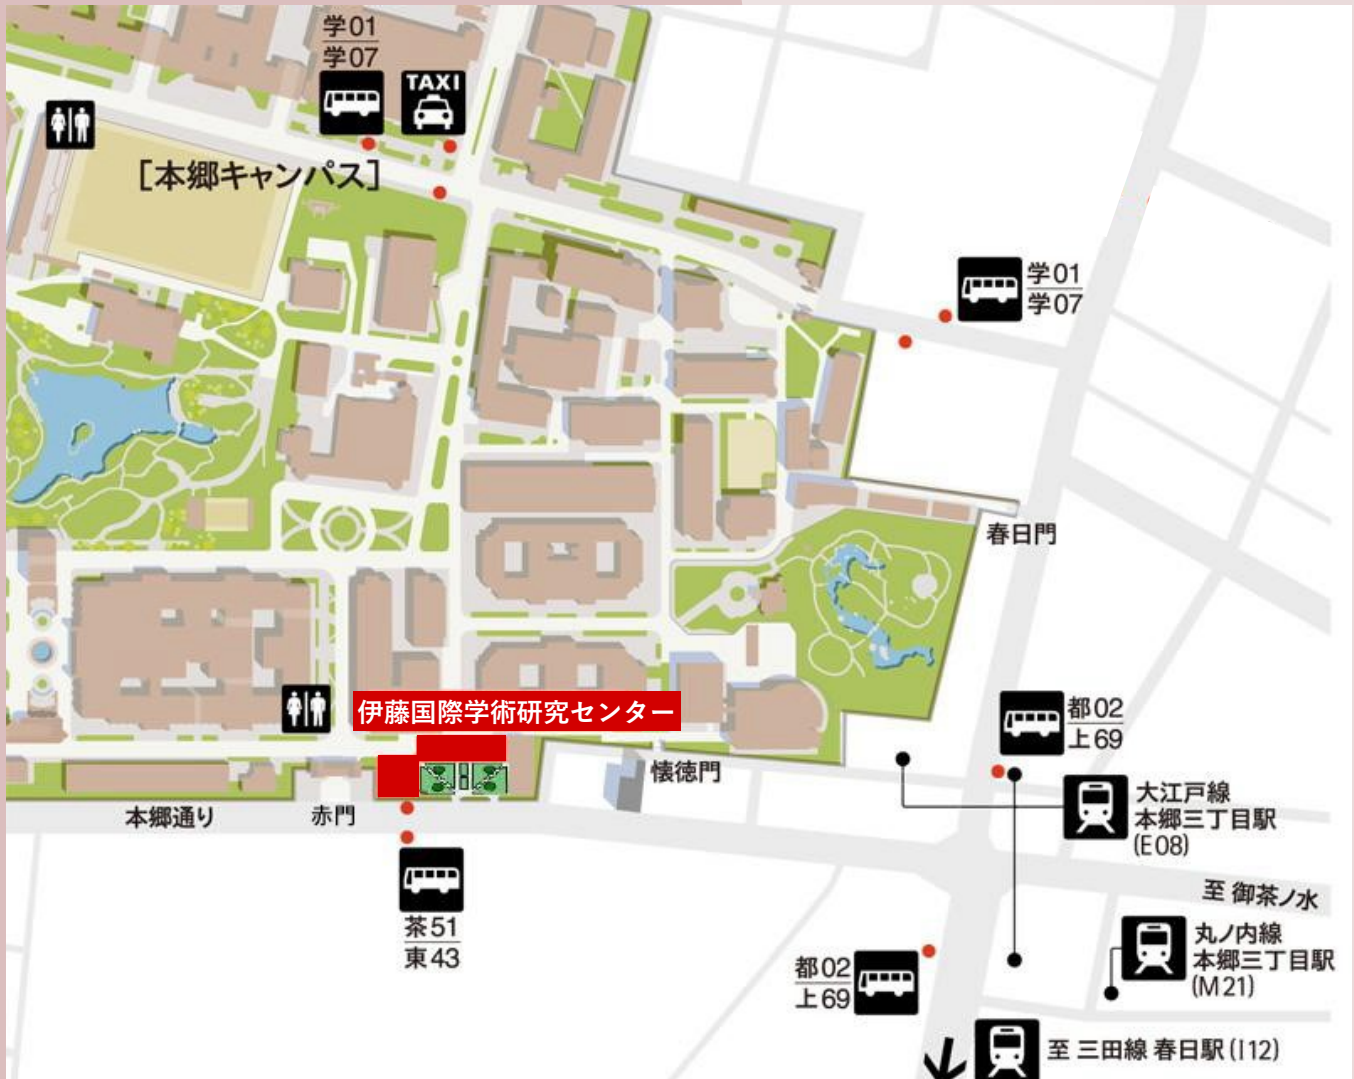 学01
学07
TAXI
[本郷キャンパス]
学01
学07
春日門
伊藤国際学術研究センター
都02
上69
懐徳門
大江戸線
本郷三丁目駅
(E08)
本郷通り
赤門
至 御茶ノ水
茶51
東43
丸ノ内線
本郷三丁目駅
(M21)
都02
上69
至 三田線 春日駅(I12)